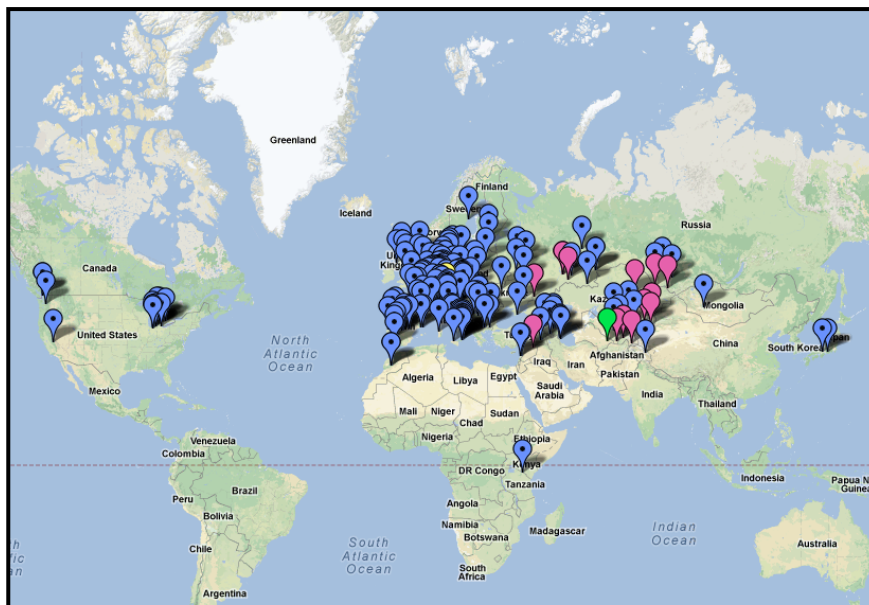 Greenland
Iceland
Finland
Sweden
Russia
Canada
United States
North
Atlantic
Ocean
Mongolia
China
South Korea
Afghanistan
Iraq
Iran
Pakistan
Algeria
Libya
Egypt
Saudi
Arabia
India
Mexico
Mali
Niger
Chad
Sudan
Thailand
Nigeria
Ethiopia
Venezuela
Colombia
DR Congo
Kenya
Tanzania
Indonesia
Papua N
Guinea
Peru
Brazil
Angola
Bolivia
Namibia
Botswana
Madagascar
Indian
Ocean
Chile
South
Atlantic
Ocean
Australia
South
Africa
Argentina